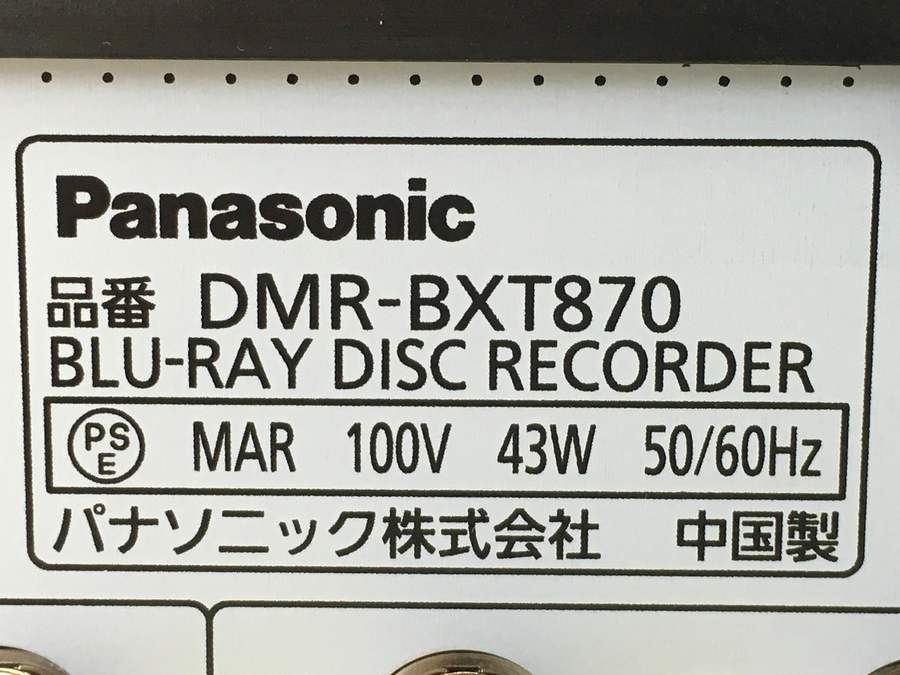 Panasonic
品番 DMR-BXT870
BLU-RAY DISC RECORDER
PSE MAR 100V 43W 50/60Hz
パナソニック株式会社 中国製